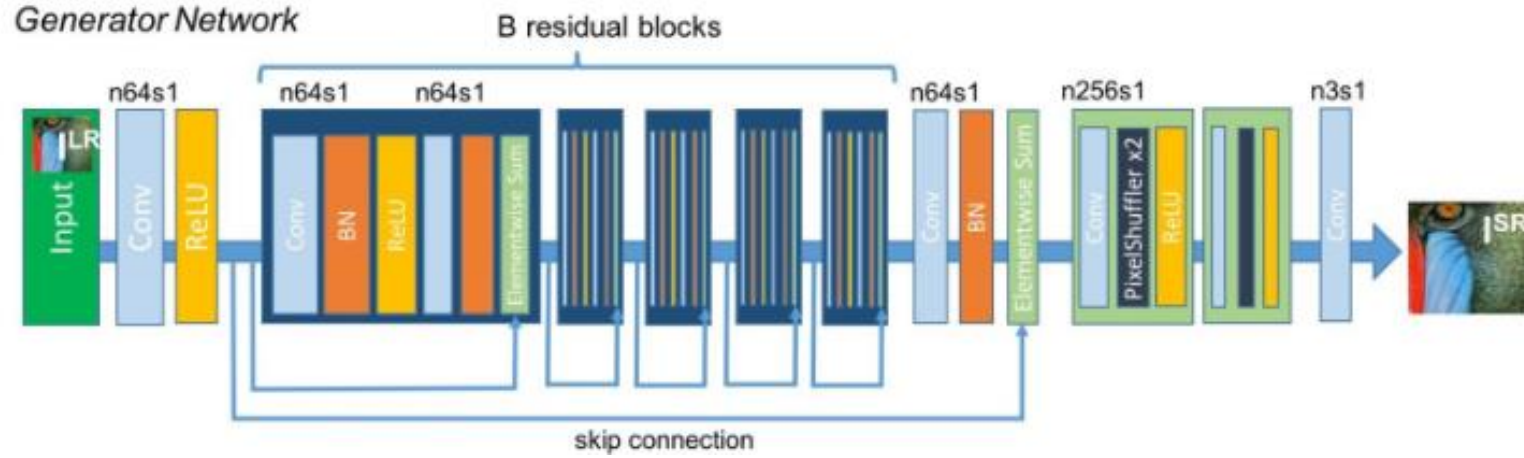 Generator Network
B residual blocks
n64s1
n64s1
n64s1
n64s1
n256s1
n3s1
Input
I LR
Conv
ReLU
Conv
BN
ReLU
Elementwise Sum
Conv
BN
Elementwise Sum
Conv
PixelShuffler x2
ReLU
Conv
I SR
skip connection